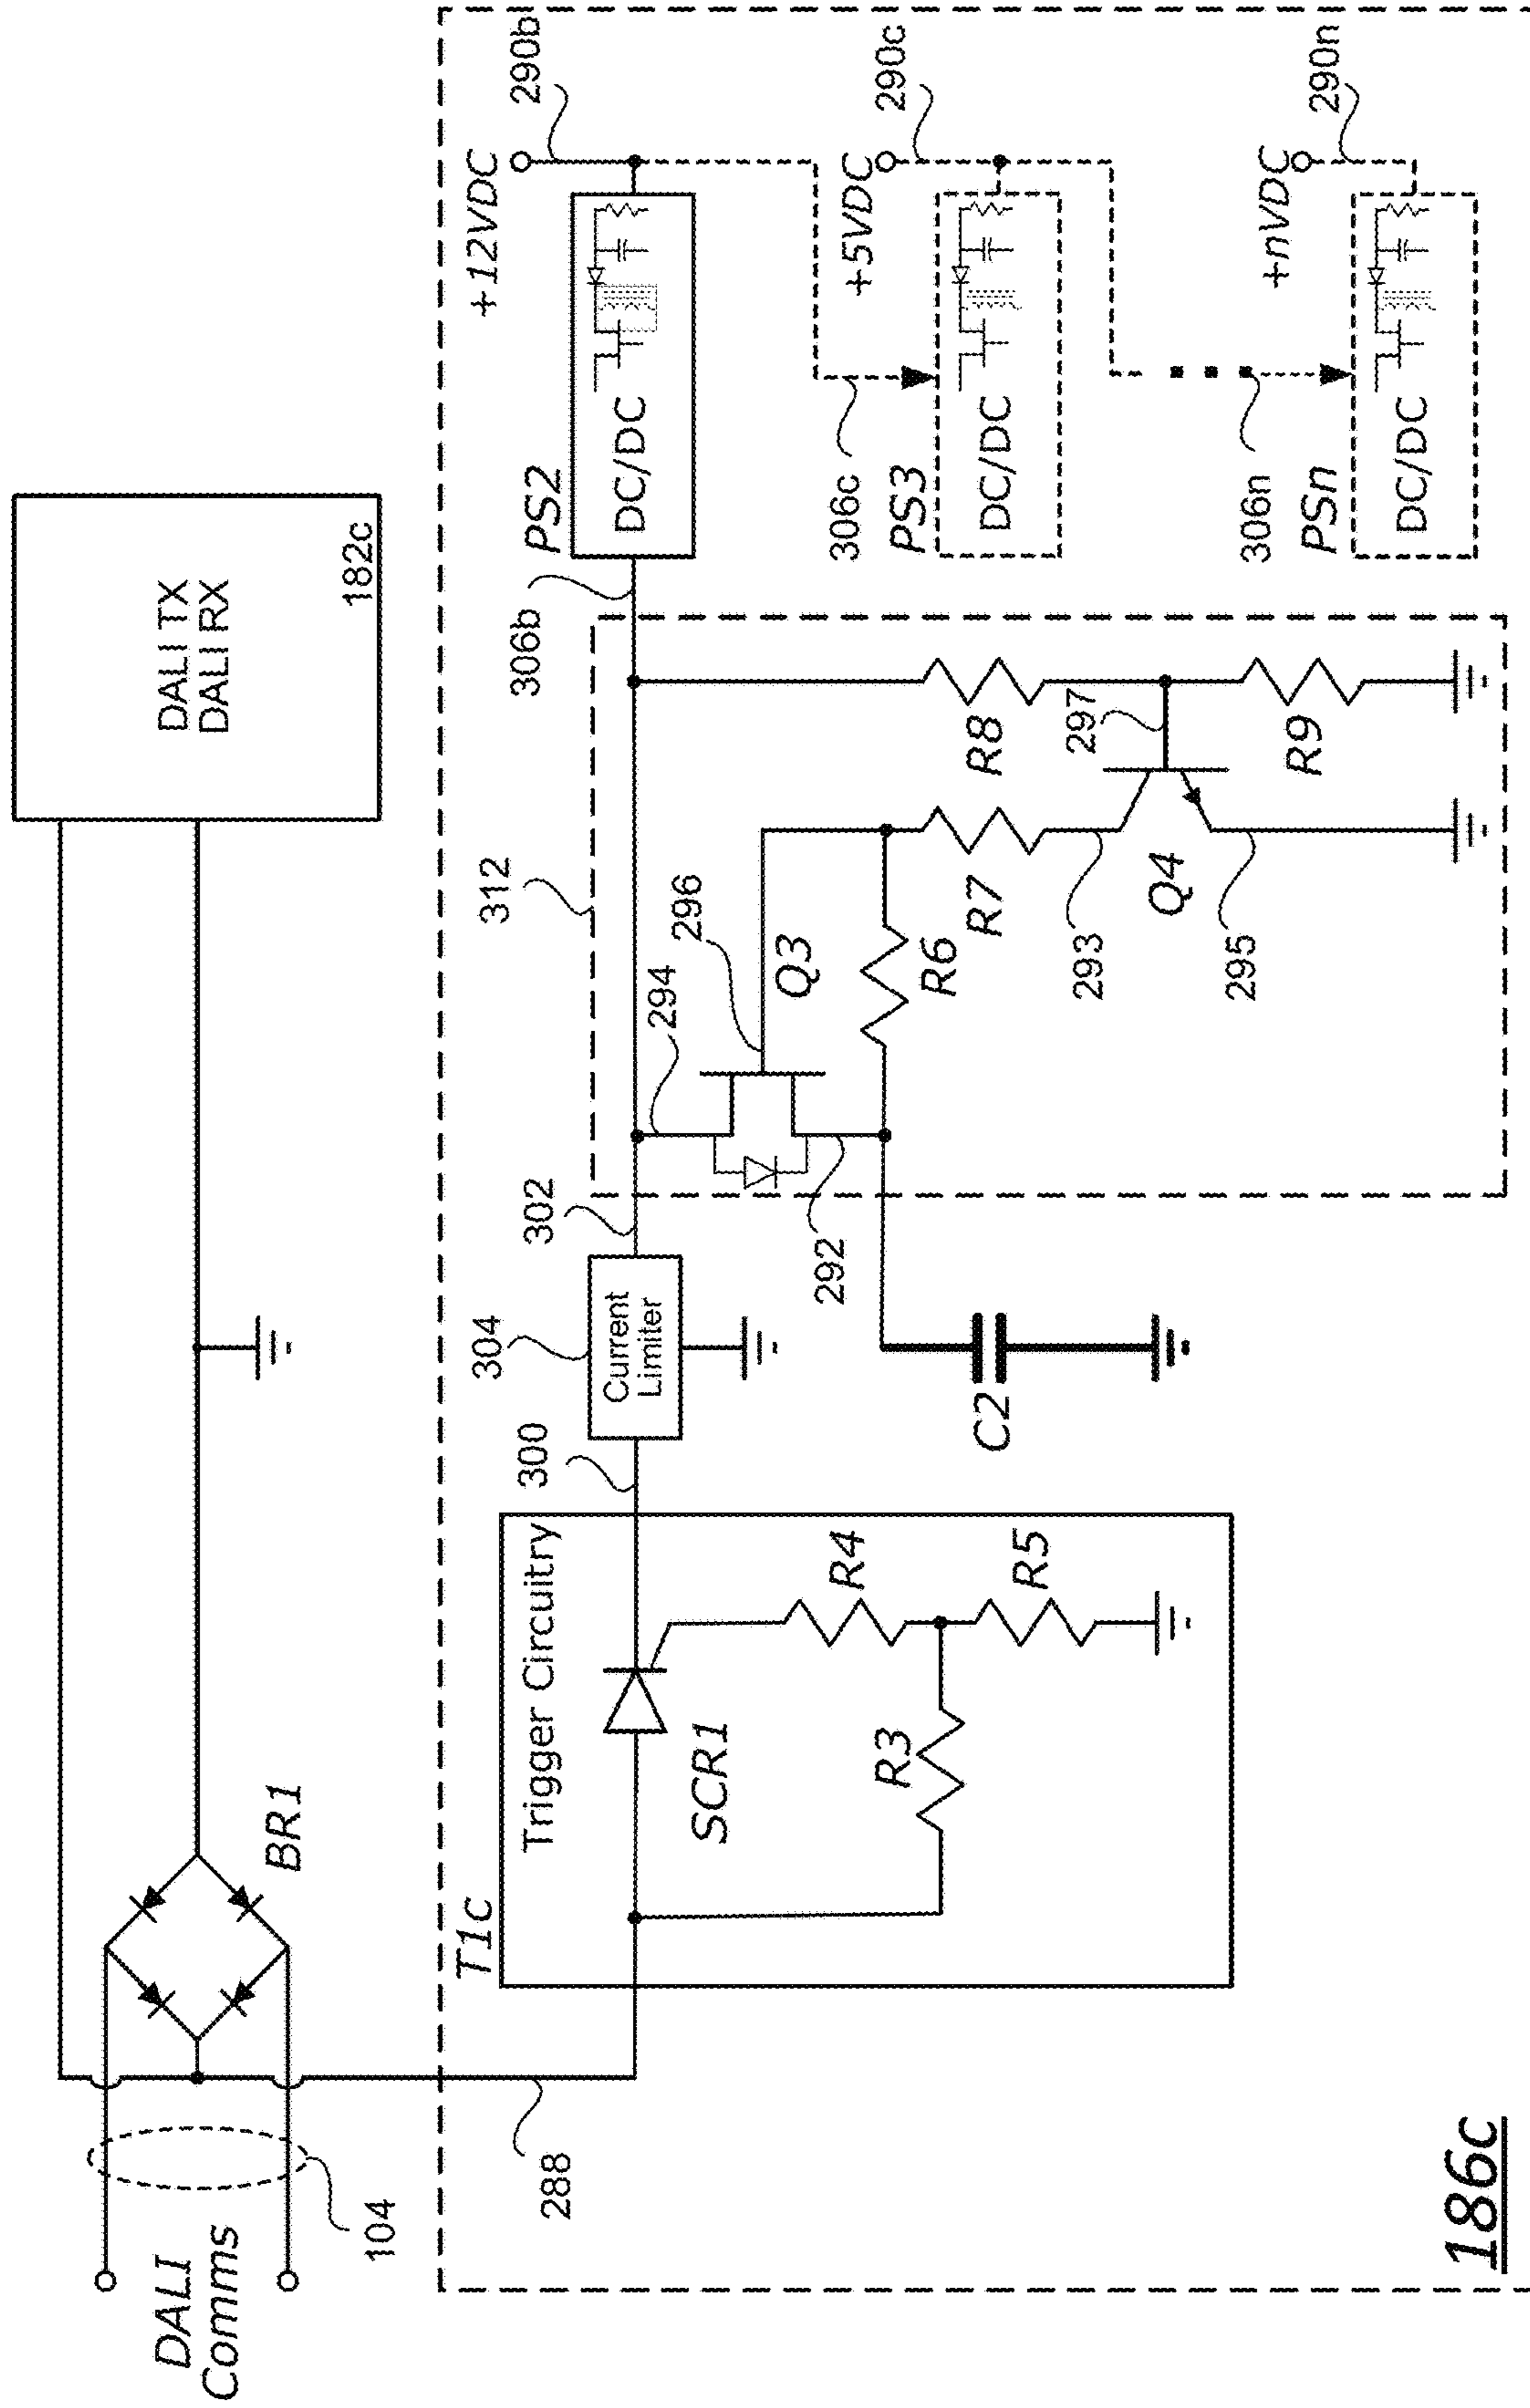 DALI
Comms
104
BR1
DALI TX
DALI RX
182c
288
T1c
Trigger Circuitry
SCR1
R3
R4
R5
300
304
Current
Limiter
302
C2
292
294
296
312
Q3
R6
R7
293
Q4
295
R8
297
R9
306b
PS2
DC/DC
+12VDC
290b
306c
PS3
DC/DC
+5VDC
290c
306n
PSn
DC/DC
+nVDC
290n
186c